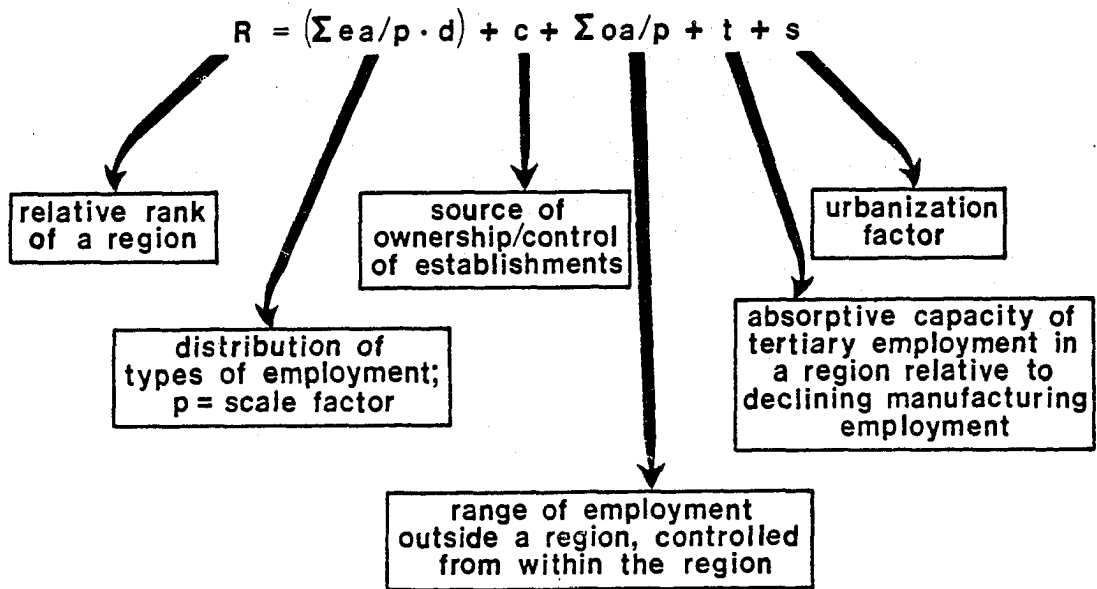 R = (Σea/p · d) + c + Σoa/p + t + s
relative rank
of a region
source of
ownership/control
of establishments
urbanization
factor
distribution of
types of employment;
p = scale factor
absorptive capacity of
tertiary employment in
a region relative to
declining manufacturing
employment
range of employment
outside a region, controlled
from within the region